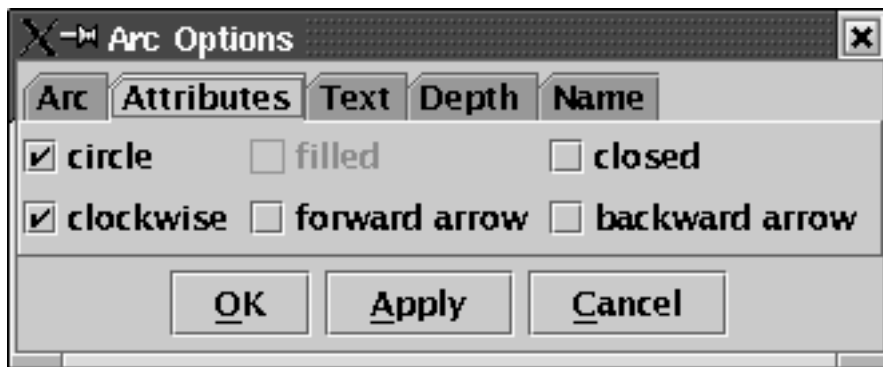 Arc Options
Arc Attributes Text Depth Name
circle filled closed
clockwise forward arrow backward arrow
OK Apply Cancel